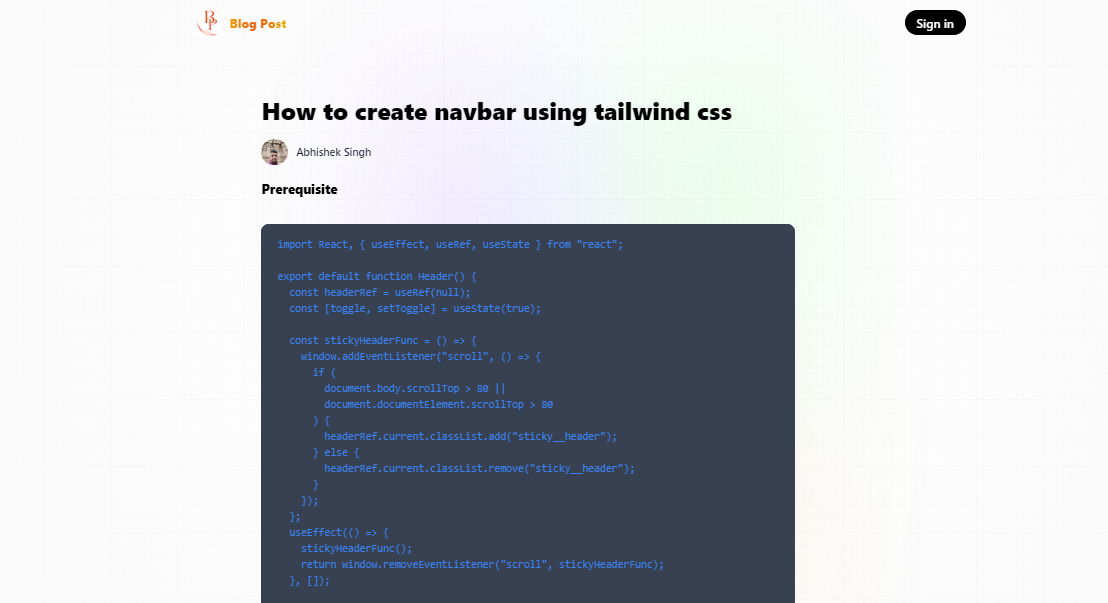 BP
Blog Post
Sign in
How to create navbar using tailwind css
Abhishek Singh
Prerequisite
import React, { useEffect, useRef, useState } from "react";
export default function Header() {
  const headerRef = useRef(null);
  const [toggle, setToggle] = useState(true);
  const stickyHeaderFunc = () => {
    window.addEventListener("scroll", () => {
      if (
        document.body.scrollTop > 80 ||
        document.documentElement.scrollTop > 80
      ) {
        headerRef.current.classList.add("sticky__header");
      } else {
        headerRef.current.classList.remove("sticky__header");
      }
    });
  };
  useEffect(() => {
    stickyHeaderFunc();
    return window.removeEventListener("scroll", stickyHeaderFunc);
  }, []);